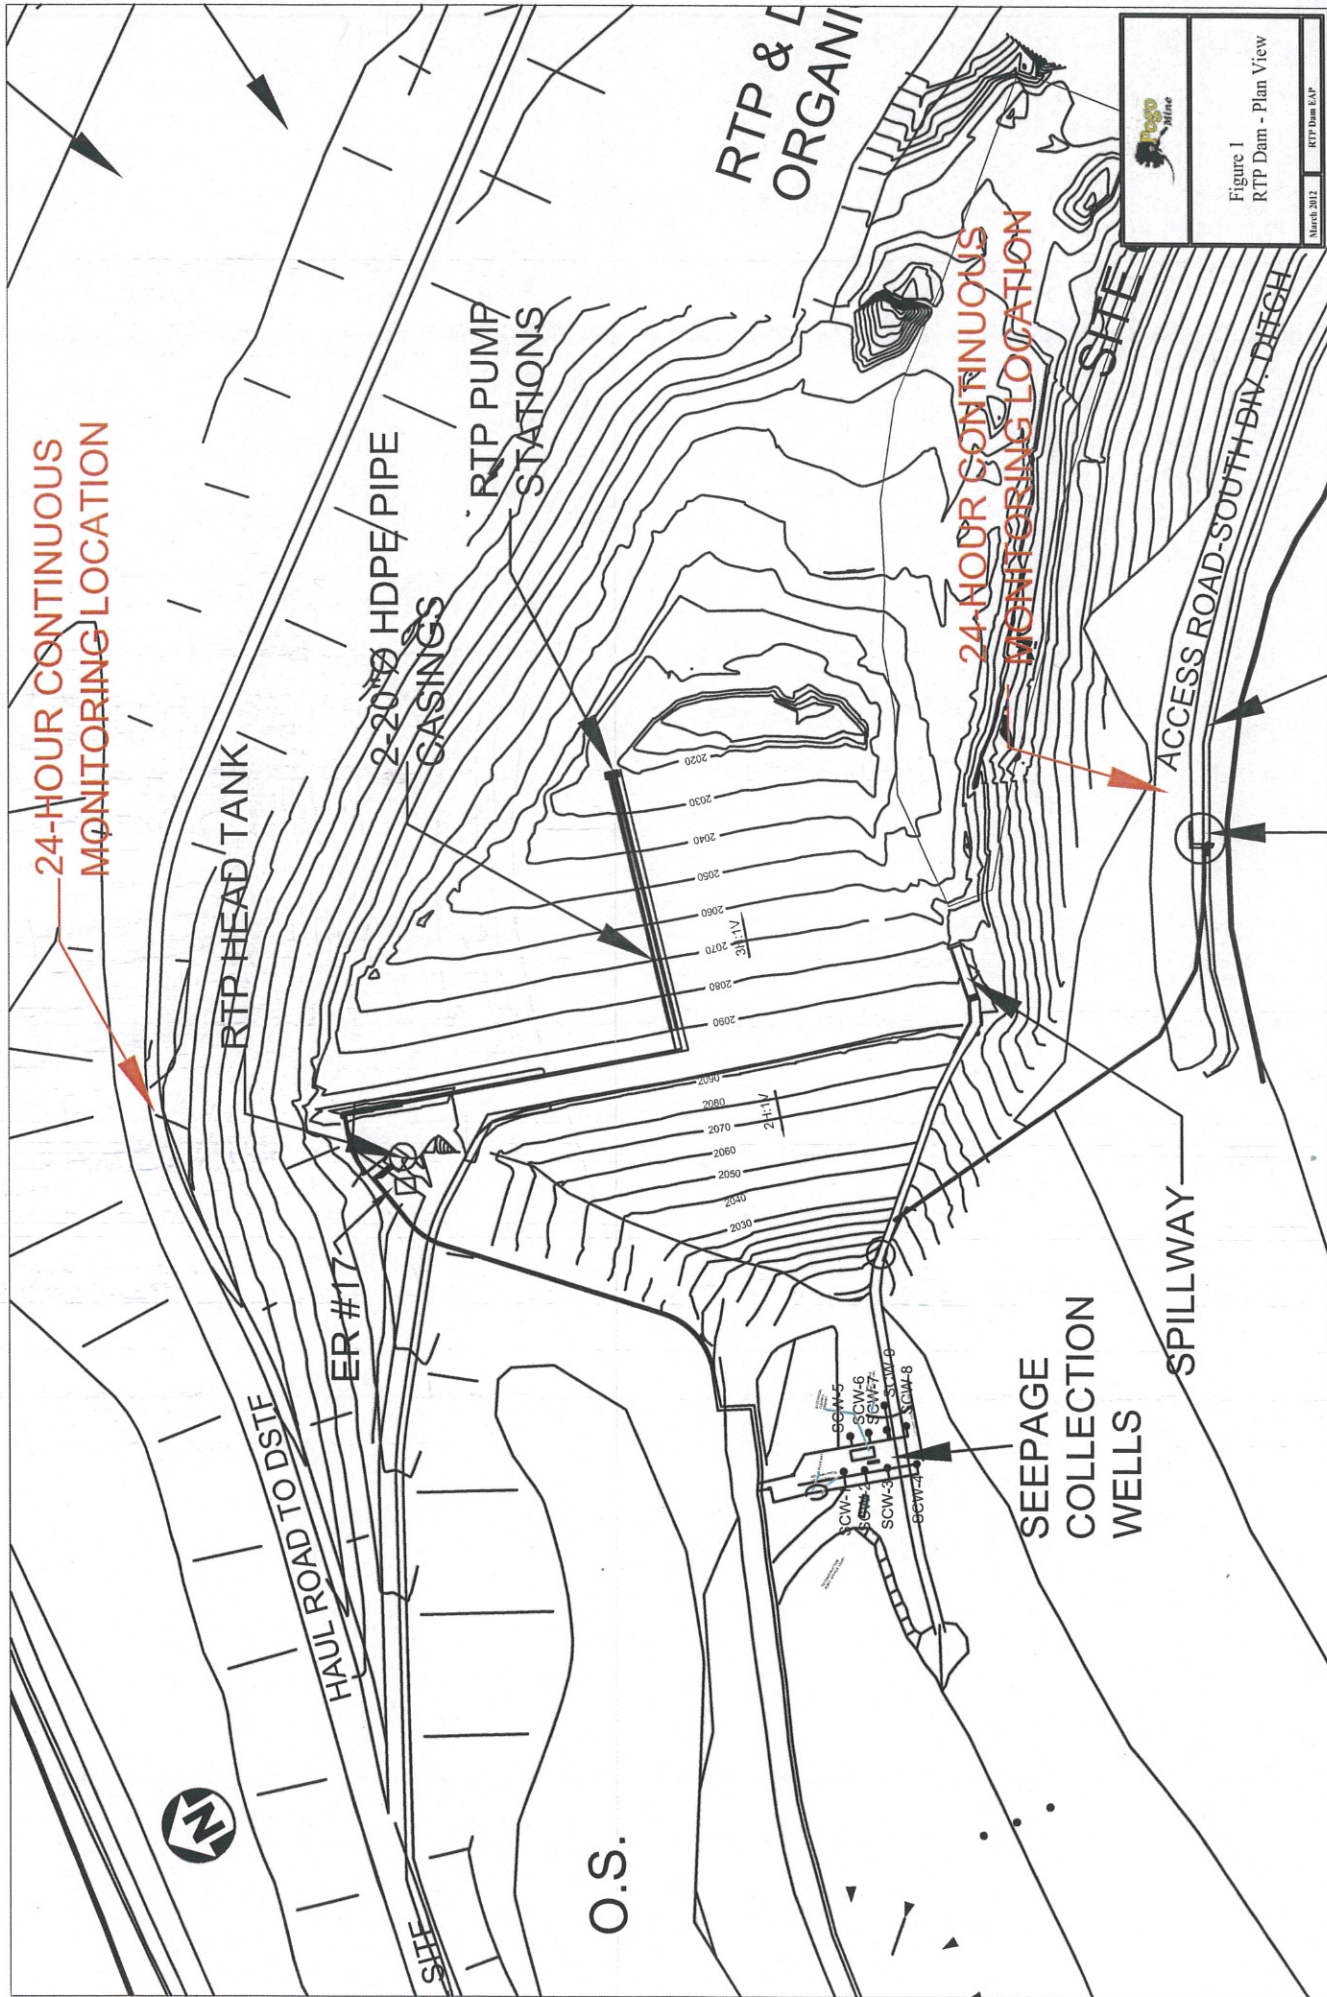 24-HOUR CONTINUOUS
MONITORING LOCATION
RTP HEAD TANK
2-20"Ø HDPE PIPE
CASINGS
RTP PUMP
STATIONS
RTP & D
ORGANI
ER #17
HAUL ROAD TO DSTF
N
SITE
O.S.
2020
2030
2040
2050
2060
2070
3H:1V
2080
2090
2090
2080
2070
2H:1V
2060
2050
2040
2030
24-HOUR CONTINUOUS
MONITORING LOCATION
SITE
ACCESS ROAD-SOUTH DIV. DITCH
SPILLWAY
SEEPAGE
COLLECTION
WELLS
SCW-5
SCW-6
SCW-7
SCW-9
SCW-8
SCW-1
SCW-2
SCW-3
SCW-4
Pogo
Mine
Figure 1
RTP Dam - Plan View
March 2012
RTP Dam EAP